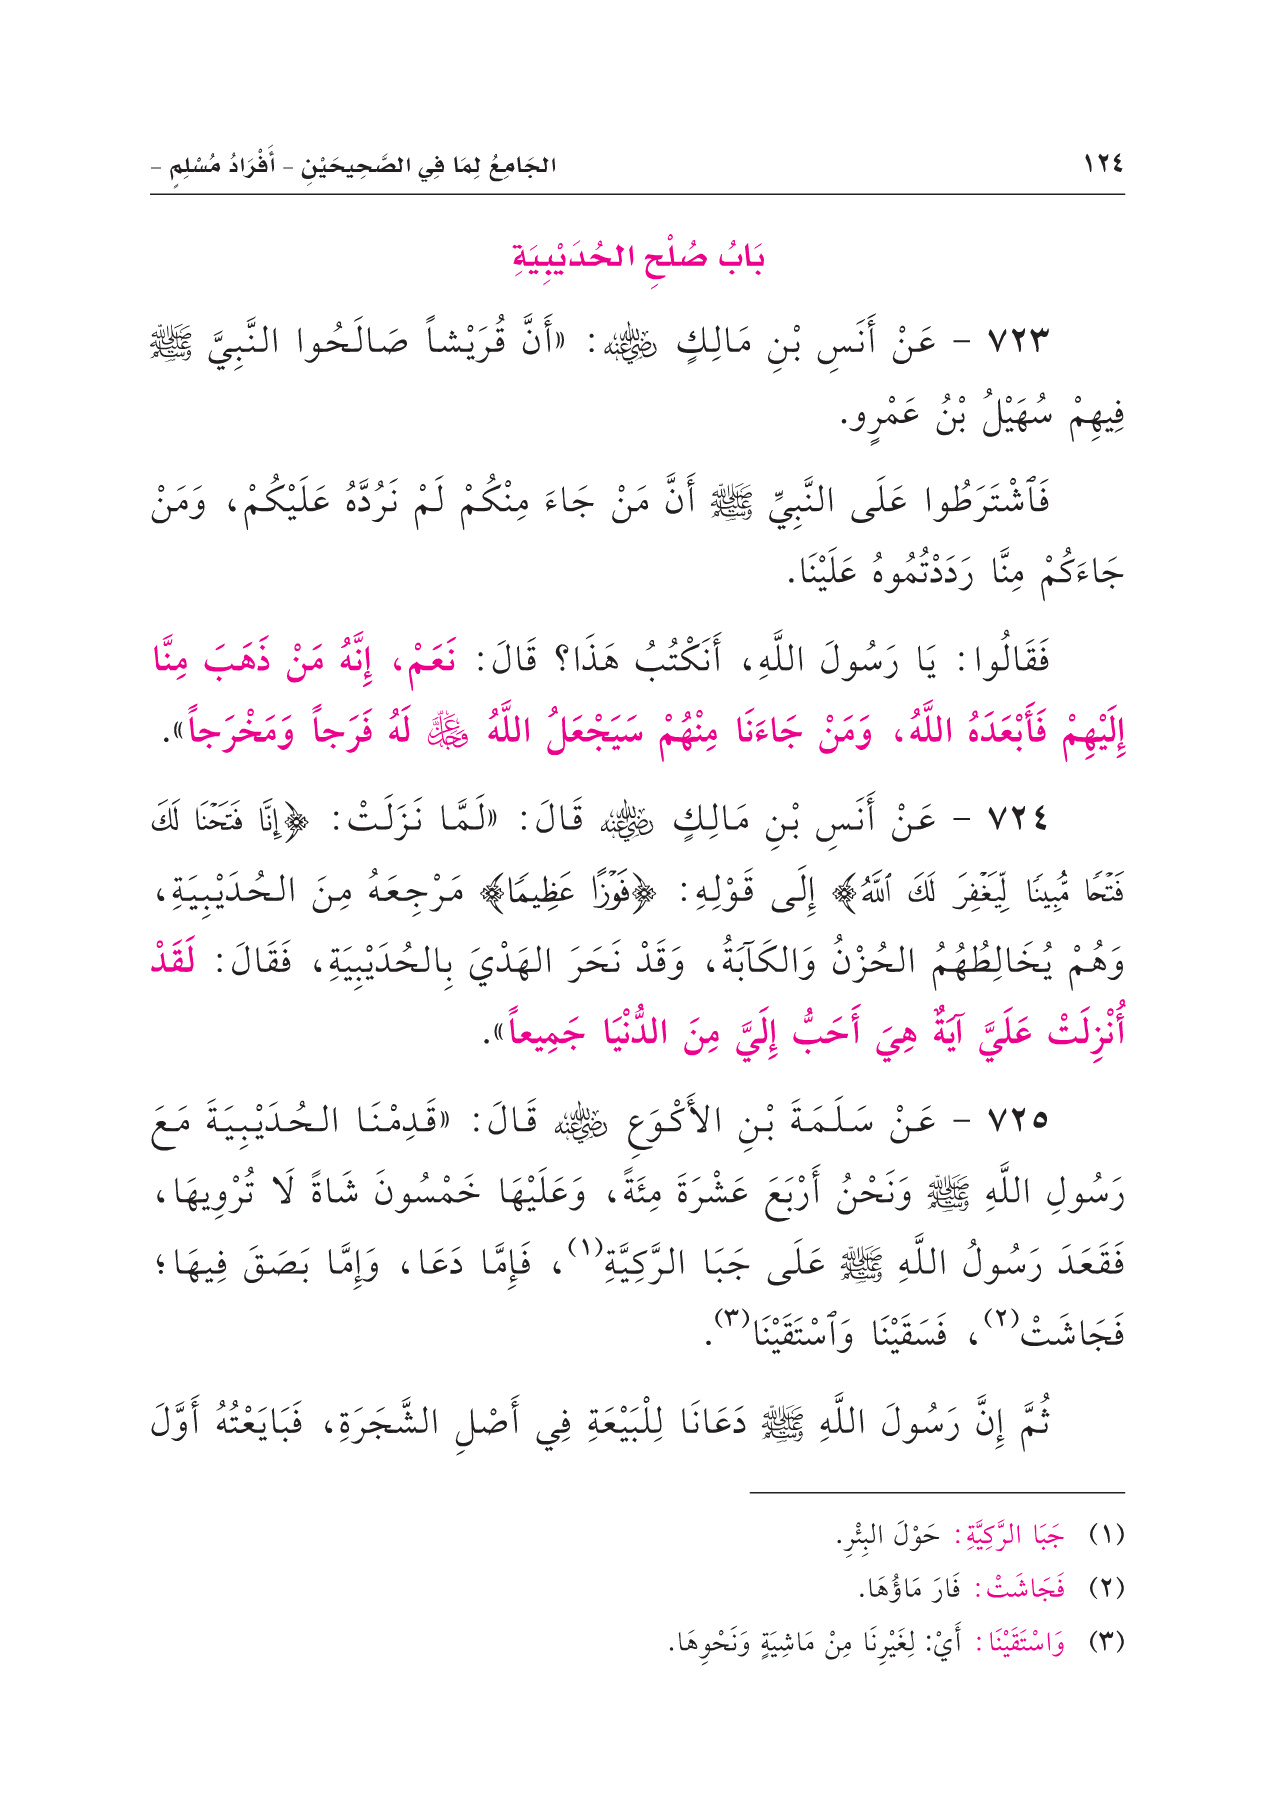 ١٢٤
الجَامِعُ لِمَا فِي الصَّحِيحَيْنِ – أَفْرَادُ مُسْلِمٍ –
بَابُ صُلْحِ الحُدَيْبِيَةِ
٧٢٣ – عَنْ أَنَسِ بْنِ مَالِكٍ رضي الله عنه: «أَنَّ قُرَيْشاً صَالَحُوا النَّبِيَّ ﷺ
فِيهِمْ سُهَيْلُ بْنُ عَمْرٍو.
فَٱشْتَرَطُوا عَلَى النَّبِيِّ ﷺ أَنَّ مَنْ جَاءَ مِنْكُمْ لَمْ نَرُدَّهُ عَلَيْكُمْ، وَمَنْ
جَاءَكُمْ مِنَّا رَدَدْتُمُوهُ عَلَيْنَا.
فَقَالُوا: يَا رَسُولَ اللَّهِ، أَنَكْتُبُ هَذَا؟ قَالَ: نَعَمْ، إِنَّهُ مَنْ ذَهَبَ مِنَّا
إِلَيْهِمْ فَأَبْعَدَهُ اللَّهُ، وَمَنْ جَاءَنَا مِنْهُمْ سَيَجْعَلُ اللَّهُ عز وجل لَهُ فَرَجاً وَمَخْرَجاً».
٧٢٤ – عَنْ أَنَسِ بْنِ مَالِكٍ رضي الله عنه قَالَ: «لَمَّا نَزَلَتْ: ﴿إِنَّا فَتَحْنَا لَكَ
فَتْحًا مُّبِينًا لِّيَغْفِرَ لَكَ ٱللَّهُ﴾ إِلَى قَوْلِهِ: ﴿فَوْزًا عَظِيمًا﴾ مَرْجِعَهُ مِنَ الحُدَيْبِيَةِ،
وَهُمْ يُخَالِطُهُمُ الحُزْنُ وَالكَآبَةُ، وَقَدْ نَحَرَ الهَدْيَ بِالحُدَيْبِيَةِ، فَقَالَ: لَقَدْ
أُنْزِلَتْ عَلَيَّ آيَةٌ هِيَ أَحَبُّ إِلَيَّ مِنَ الدُّنْيَا جَمِيعاً».
٧٢٥ – عَنْ سَلَمَةَ بْنِ الأَكْوَعِ رضي الله عنه قَالَ: «قَدِمْنَا الحُدَيْبِيَةَ مَعَ
رَسُولِ اللَّهِ ﷺ وَنَحْنُ أَرْبَعَ عَشْرَةَ مِئَةً، وَعَلَيْهَا خَمْسُونَ شَاةً لَا تُرْوِيهَا،
فَقَعَدَ رَسُولُ اللَّهِ ﷺ عَلَى جَبَا الرَّكِيَّةِ(١)، فَإِمَّا دَعَا، وَإِمَّا بَصَقَ فِيهَا؛
فَجَاشَتْ(٢)، فَسَقَيْنَا وَٱسْتَقَيْنَا(٣).
ثُمَّ إِنَّ رَسُولَ اللَّهِ ﷺ دَعَانَا لِلْبَيْعَةِ فِي أَصْلِ الشَّجَرَةِ، فَبَايَعْتُهُ أَوَّلَ
(١) جَبَا الرَّكِيَّةِ: حَوْلَ البِئْرِ.
(٢) فَجَاشَتْ: فَارَ مَاؤُهَا.
(٣) وَاسْتَقَيْنَا: أَيْ: لِغَيْرِنَا مِنْ مَاشِيَةٍ وَنَحْوِهَا.